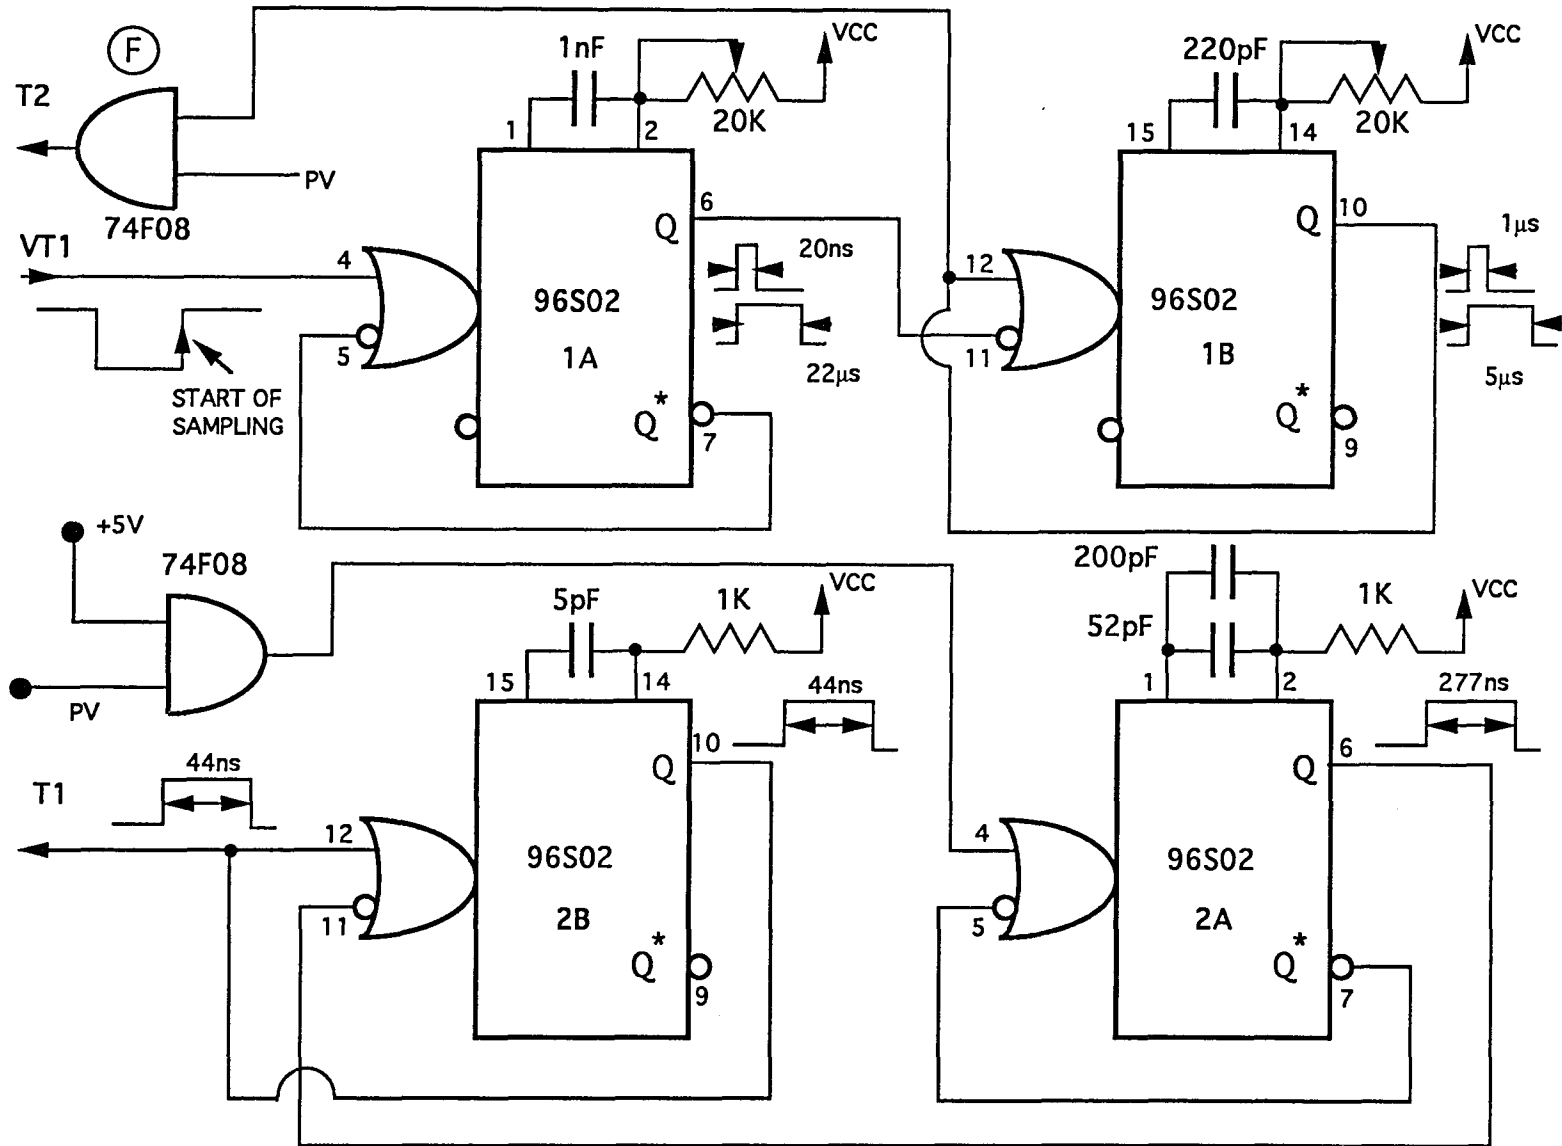 F
T2
PV
74F08
VT1
START OF
SAMPLING
1nF
VCC
20K
1
2
4
5
96S02
1A
Q
6
Q*
7
20ns
22µs
220pF
VCC
20K
15
14
12
11
96S02
1B
Q
10
Q*
9
1µs
5µs
+5V
74F08
PV
T1
44ns
5pF
1K
VCC
15
14
44ns
12
11
96S02
2B
Q
10
Q*
9
200pF
52pF
1K
VCC
1
2
277ns
4
5
96S02
2A
Q
6
Q*
7